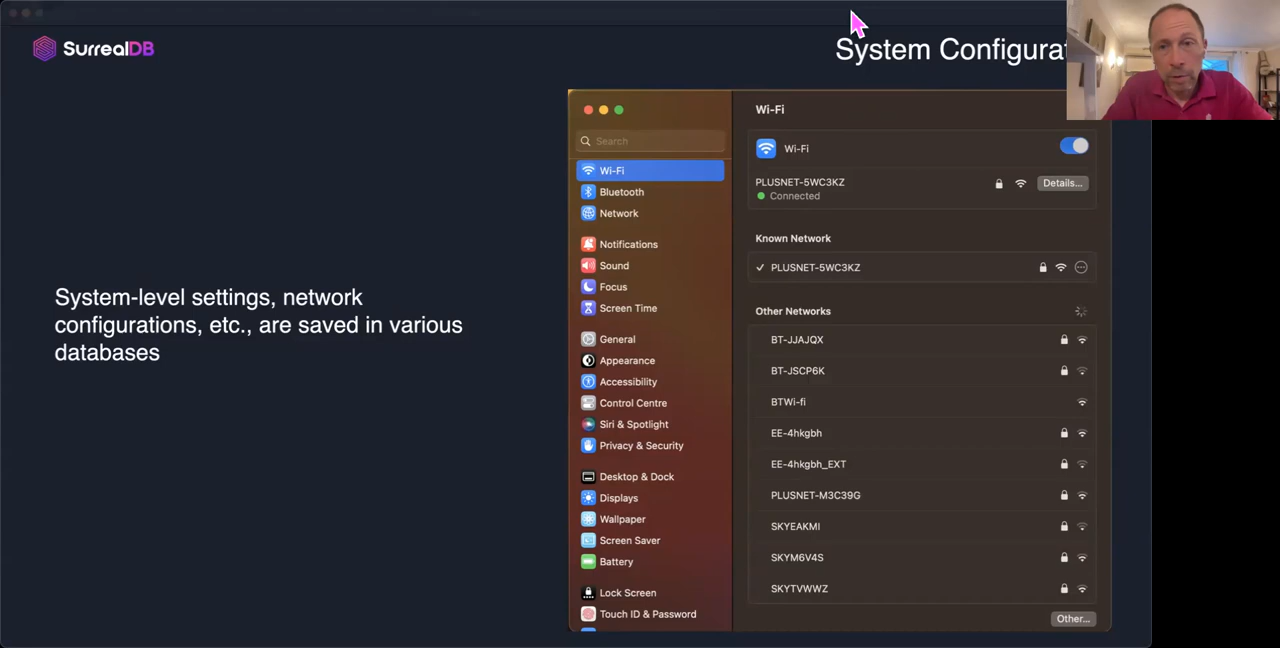 SurrealDB
System Configurat
System-level settings, network
configurations, etc., are saved in various
databases
Search
Wi-Fi
Bluetooth
Network
Notifications
Sound
Focus
Screen Time
General
Appearance
Accessibility
Control Centre
Siri & Spotlight
Privacy & Security
Desktop & Dock
Displays
Wallpaper
Screen Saver
Battery
Lock Screen
Touch ID & Password
Wi-Fi
Wi-Fi
PLUSNET-5WC3KZ
Details...
Connected
Known Network
PLUSNET-5WC3KZ
Other Networks
BT-JJAJQX
BT-JSCP6K
BTWi-fi
EE-4hkgbh
EE-4hkgbh_EXT
PLUSNET-M3C39G
SKYEAKMI
SKYM6V4S
SKYTVWWZ
Other...